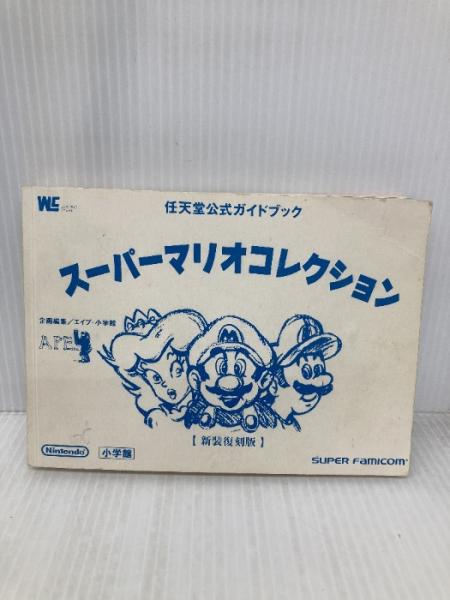 WLC
任天堂公式ガイドブック
スーパーマリオコレクション
企画編集/エイプ・小学館
APE
M
L
【新装復刻版】
Nintendo
小学館
SUPER FAMICOM